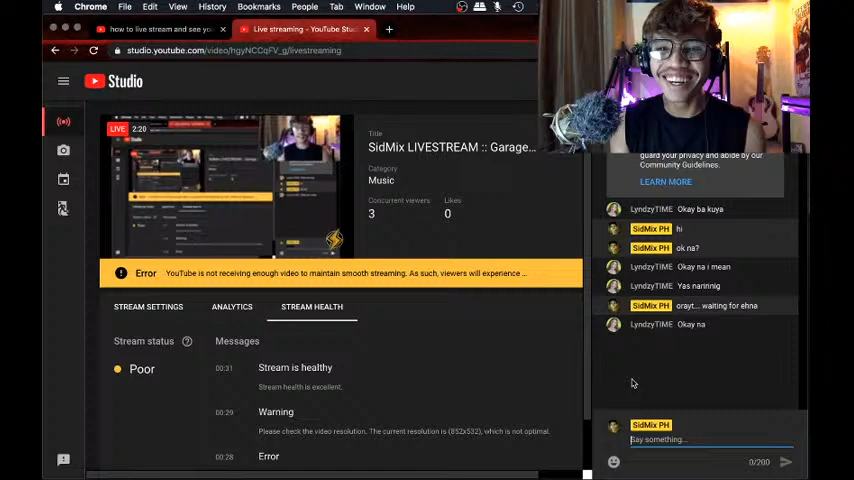 Chrome File Edit View History Bookmarks People Tab Window Help
how to live stream and see you
Live streaming - YouTube Stud
studio.youtube.com/video/hgyNCCqFV_g/livestreaming
Studio
LIVE 2:20
Title
SidMix LIVESTREAM :: Garage...
Category
Music
Concurrent viewers
3
Likes
0
Error YouTube is not receiving enough video to maintain smooth streaming. As such, viewers will experience ...
STREAM SETTINGS ANALYTICS STREAM HEALTH
Stream status
Poor
Messages
00:31 Stream is healthy
Stream health is excellent.
00:29 Warning
Please check the video resolution. The current resolution is (852x532), which is not optimal.
00:28 Error
guard your privacy and abide by our
Community Guidelines.
LEARN MORE
LyndzyTIME Okay ba kuya
SidMix PH hi
SidMix PH ok na?
LyndzyTIME Okay na i mean
LyndzyTIME Yas naririnig
SidMix PH orayt... waiting for ehna
LyndzyTIME Okay na
SidMix PH
Say something...
0/200